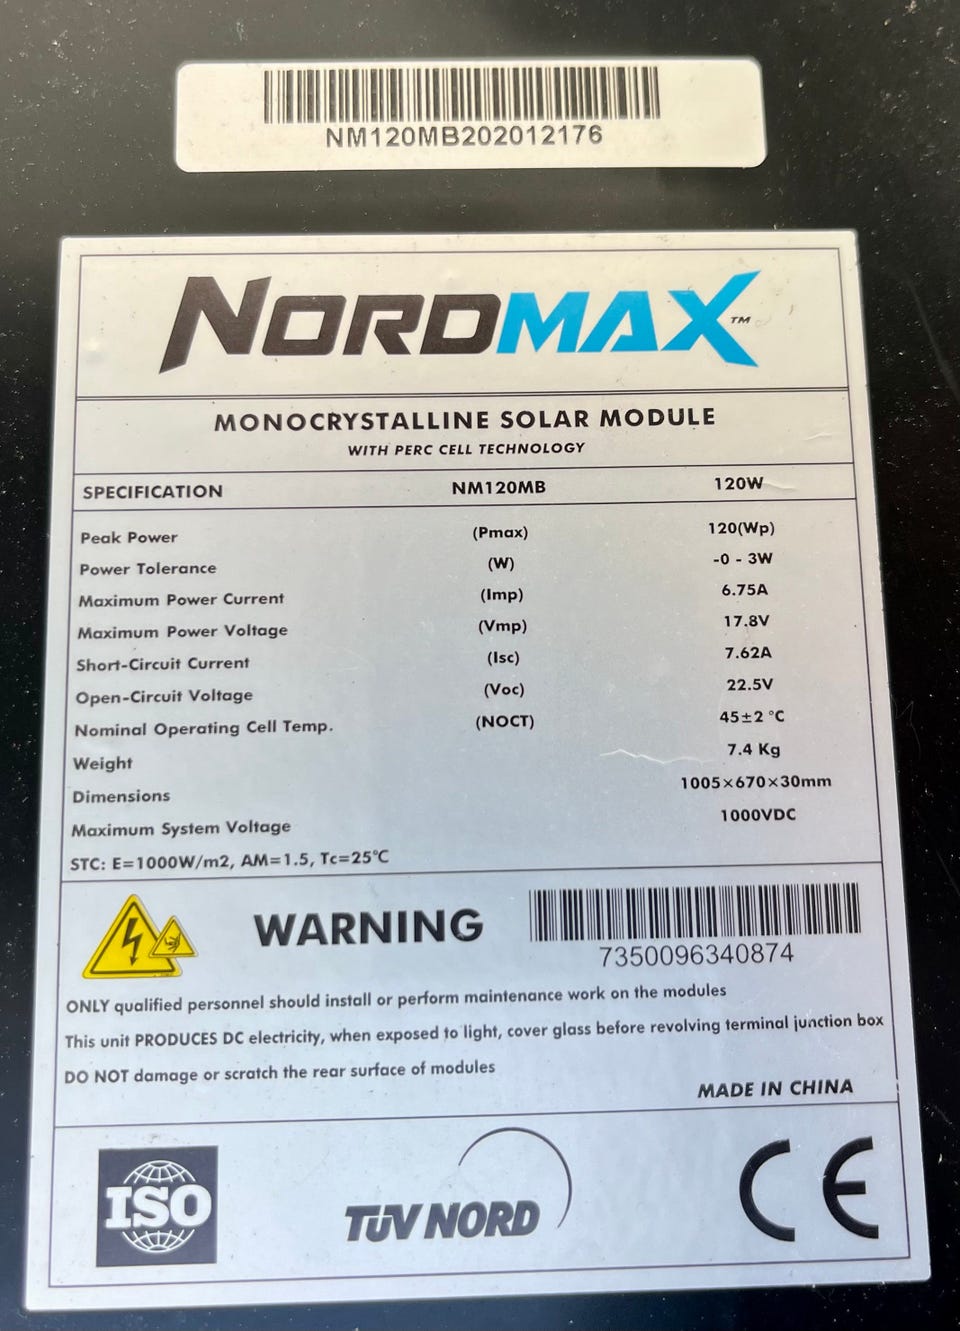 NM120MB202012176
NORDMAX™
MONOCRYSTALLINE SOLAR MODULE
WITH PERC CELL TECHNOLOGY
SPECIFICATION NM120MB 120W
Peak Power (Pmax) 120(Wp)
Power Tolerance (W) -0 - 3W
Maximum Power Current (Imp) 6.75A
Maximum Power Voltage (Vmp) 17.8V
Short-Circuit Current (Isc) 7.62A
Open-Circuit Voltage (Voc) 22.5V
Nominal Operating Cell Temp. (NOCT) 45±2 °C
Weight 7.4 Kg
Dimensions 1005×670×30mm
Maximum System Voltage 1000VDC
STC: E=1000W/m2, AM=1.5, Tc=25°C
WARNING
7350096340874
ONLY qualified personnel should install or perform maintenance work on the modules
This unit PRODUCES DC electricity, when exposed to light, cover glass before revolving terminal junction box
DO NOT damage or scratch the rear surface of modules
MADE IN CHINA
ISO
TÜV NORD
CE